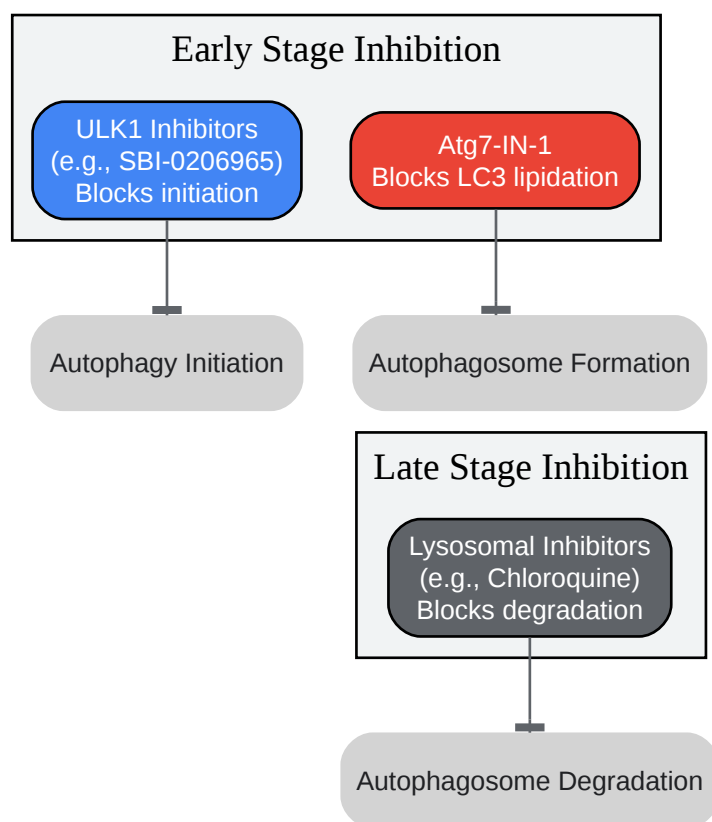 Early Stage Inhibition
ULK1 Inhibitors
(e.g., SBI-0206965)
Blocks initiation
Atg7-IN-1
Blocks LC3 lipidation
Autophagy Initiation
Autophagosome Formation
Late Stage Inhibition
Lysosomal Inhibitors
(e.g., Chloroquine)
Blocks degradation
Autophagosome Degradation